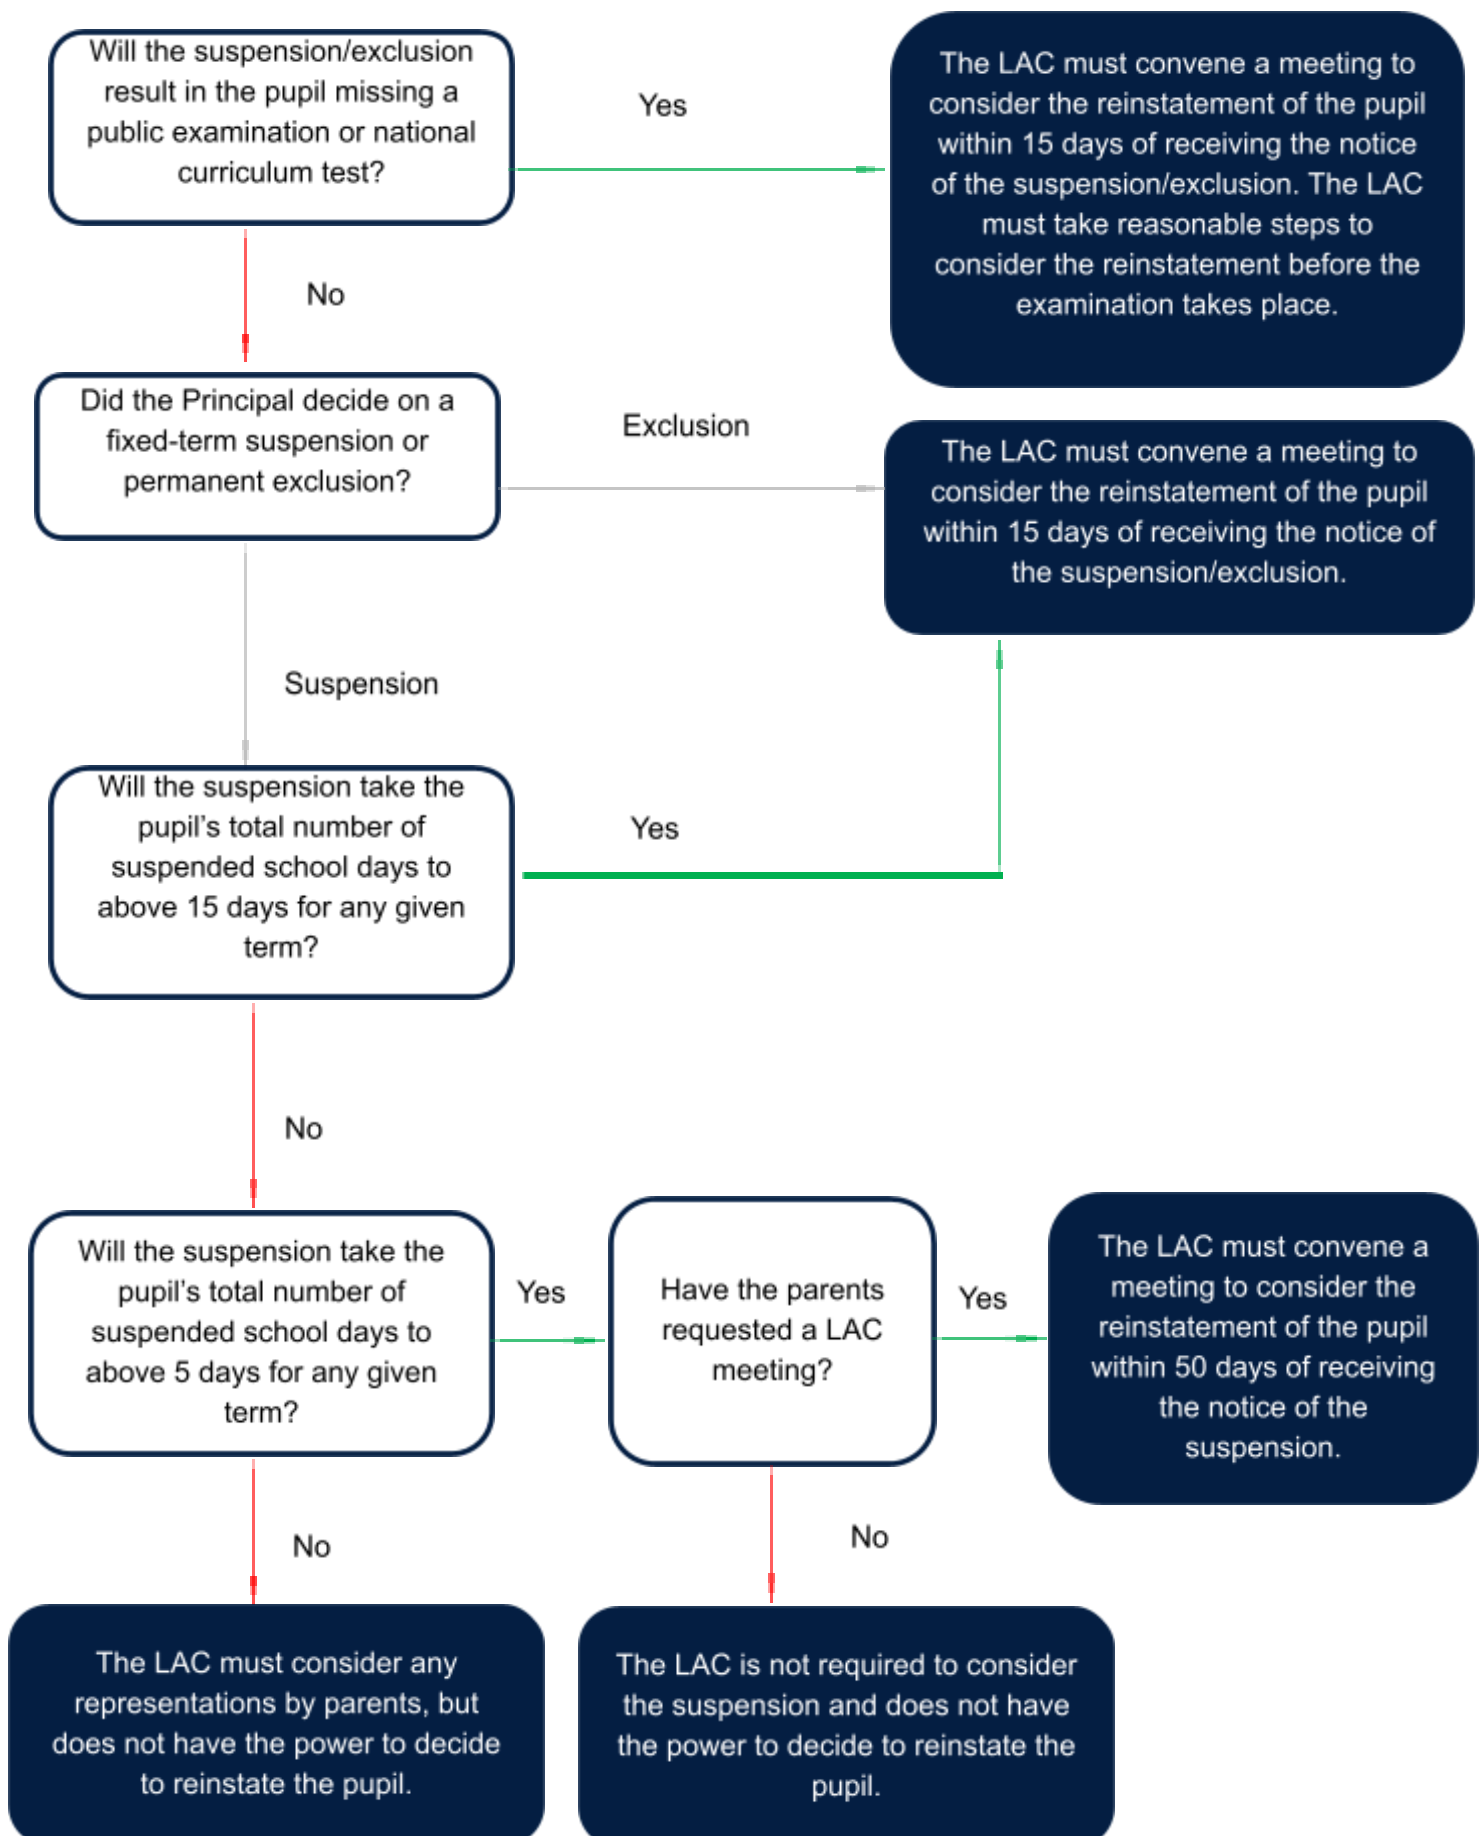 Will the suspension/exclusion
result in the pupil missing a
public examination or national
curriculum test?
Yes
The LAC must convene a meeting to
consider the reinstatement of the pupil
within 15 days of receiving the notice
of the suspension/exclusion. The LAC
must take reasonable steps to
consider the reinstatement before the
examination takes place.
No
Did the Principal decide on a
fixed-term suspension or
permanent exclusion?
Exclusion
The LAC must convene a meeting to
consider the reinstatement of the pupil
within 15 days of receiving the notice of
the suspension/exclusion.
Suspension
Will the suspension take the
pupil's total number of
suspended school days to
above 15 days for any given
term?
Yes
No
Will the suspension take the
pupil's total number of
suspended school days to
above 5 days for any given
term?
Yes
Have the parents
requested a LAC
meeting?
Yes
The LAC must convene a
meeting to consider the
reinstatement of the pupil
within 50 days of receiving
the notice of the
suspension.
No
No
The LAC must consider any
representations by parents, but
does not have the power to decide
to reinstate the pupil.
The LAC is not required to consider
the suspension and does not have
the power to decide to reinstate the
pupil.